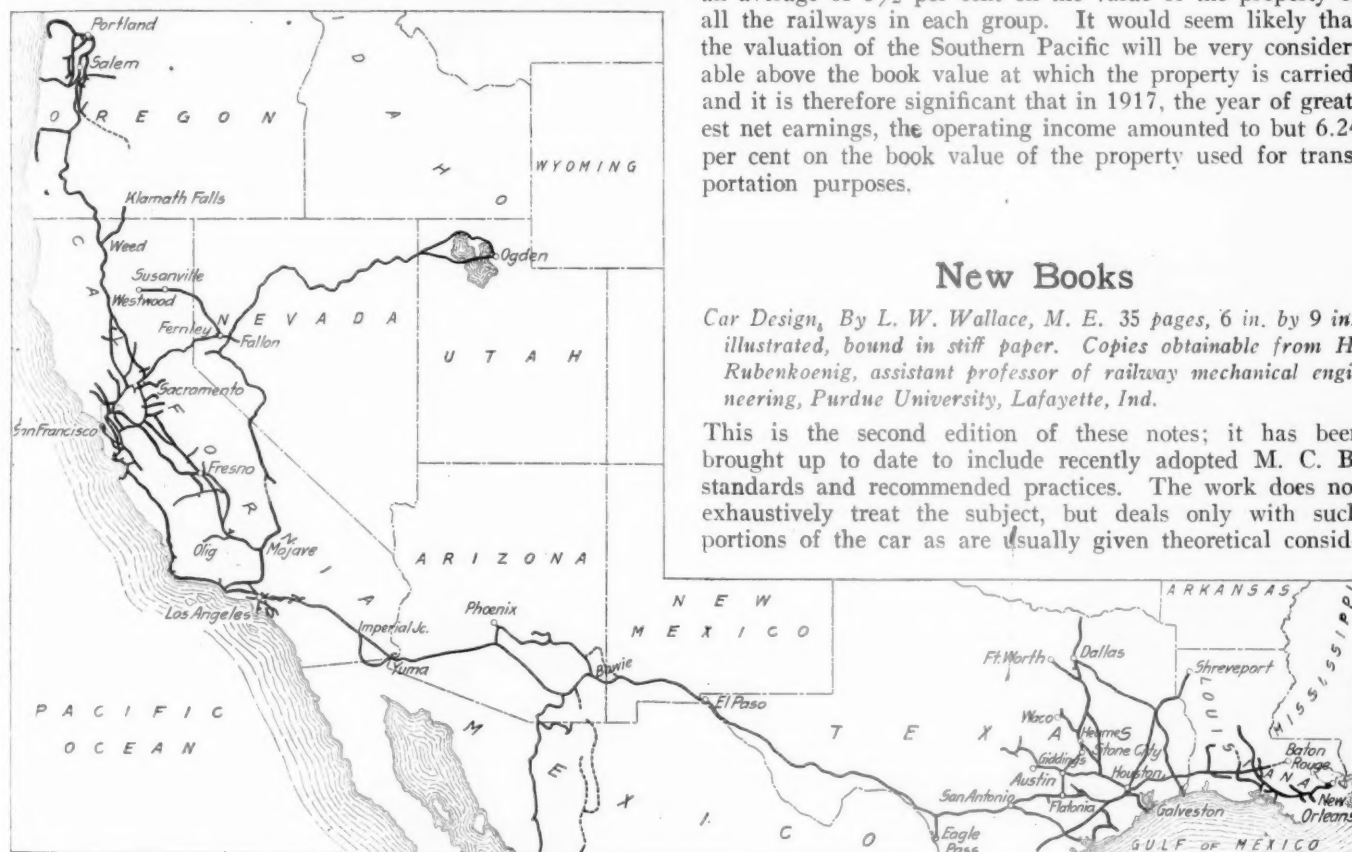 all the railways in each group. It would seem likely tha
the valuation of the Southern Pacific will be very consider
able above the book value at which the property is carried
and it is therefore significant that in 1917, the year of great
est net earnings, the operating income amounted to but 6.24
per cent on the book value of the property used for trans
portation purposes.
New Books
Car Design, By L. W. Wallace, M. E. 35 pages, 6 in. by 9 in.
illustrated, bound in stiff paper. Copies obtainable from H
Rubenkoenig, assistant professor of railway mechanical engi
neering, Purdue University, Lafayette, Ind.
This is the second edition of these notes; it has been
brought up to date to include recently adopted M. C. B
standards and recommended practices. The work does no
exhaustively treat the subject, but deals only with such
portions of the car as are usually given theoretical consid
Portland
Salem
OREGON
IDAHO
WYOMING
Klamath Falls
Weed
Ogden
Susanville
Westwood
Fernley
NEVADA
Fallon
UTAH
CALIFORNIA
Sacramento
San Francisco
Fresno
Olig
Mojave
ARIZONA
Los Angeles
Imperial Jc.
Phoenix
NEW
MEXICO
ARKANSAS
MISSISSIPPI
Yuma
Bowie
Ft. Worth
Dallas
Shreveport
El Paso
LOUISIANA
PACIFIC
OCEAN
MEXICO
TEXAS
Waco
Hearne
Stone City
Baton
Rouge
Giddings
Austin
Houston
San Antonio
Flatonia
Galveston
New
Orleans
Eagle
Pass
GULF OF MEXICO